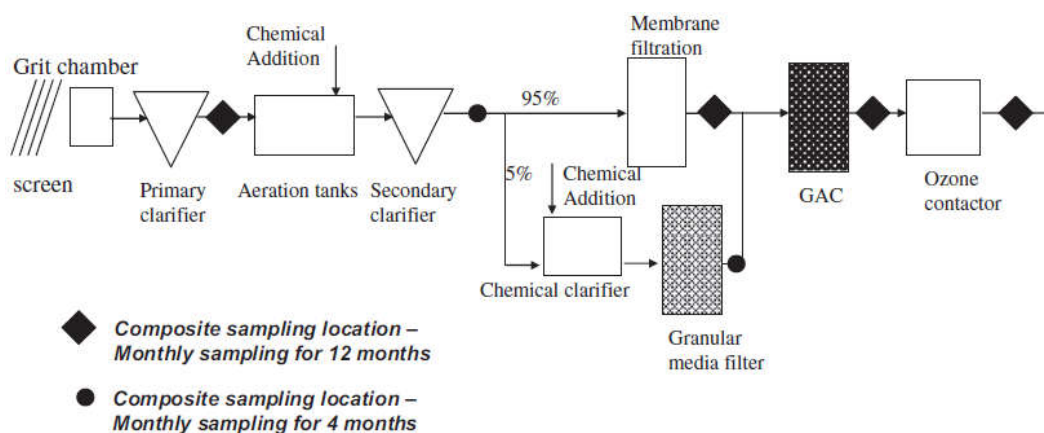 Grit chamber
screen
Primary
clarifier
Chemical
Addition
Aeration tanks
Secondary
clarifier
95%
5%
Chemical
Addition
Chemical clarifier
Membrane
filtration
Granular
media filter
GAC
Ozone
contactor
Composite sampling location –
Monthly sampling for 12 months
Composite sampling location –
Monthly sampling for 4 months